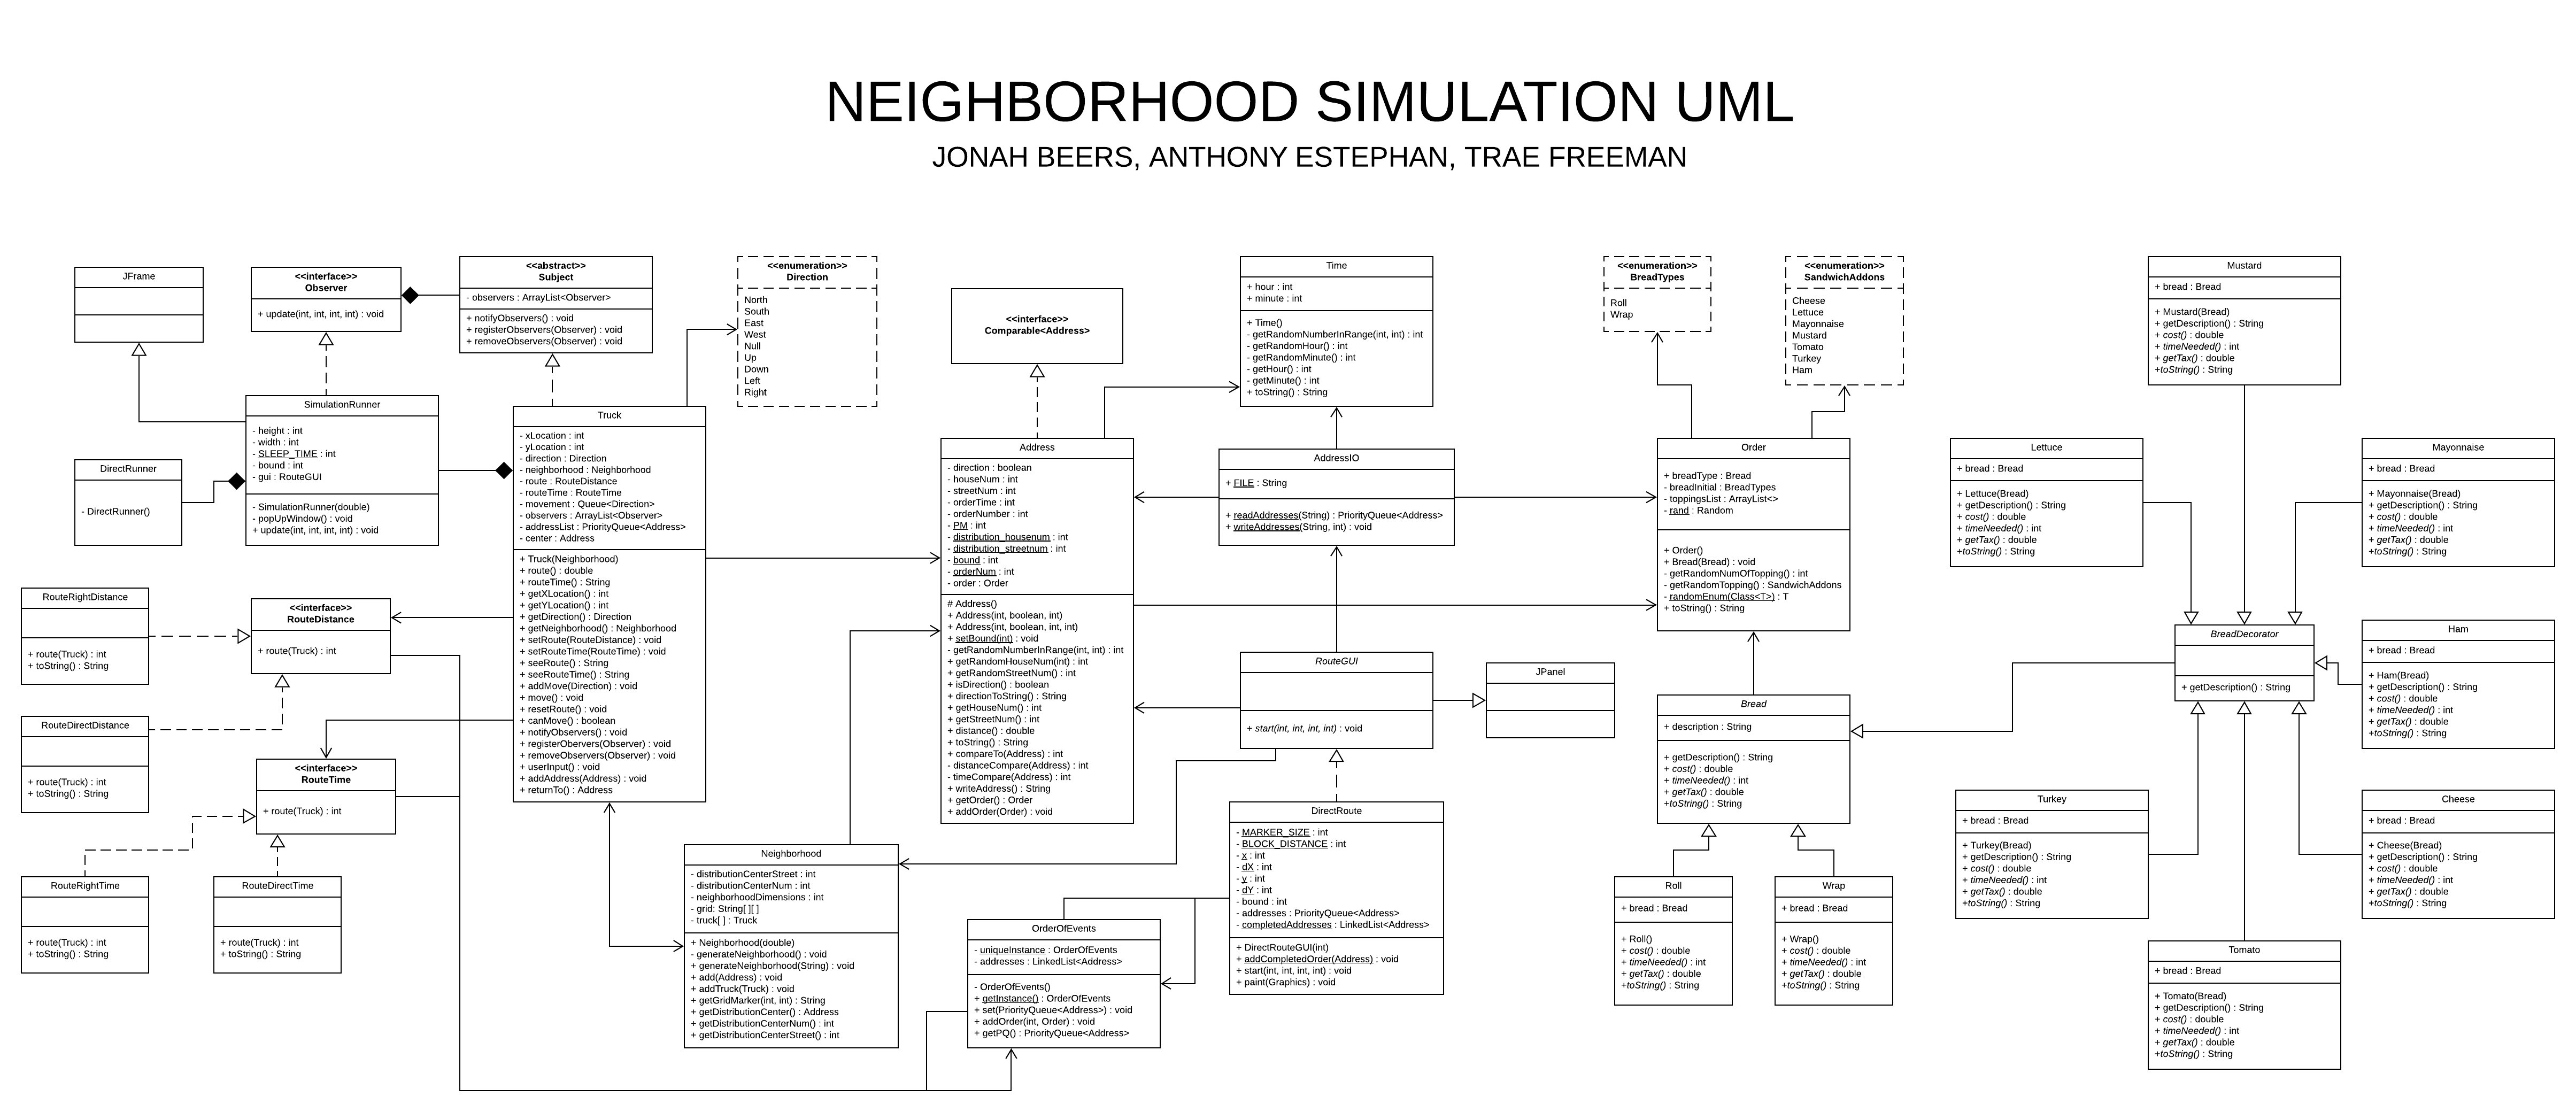 NEIGHBORHOOD SIMULATION UML
JONAH BEERS, ANTHONY ESTEPHAN, TRAE FREEMAN
JFrame
<<interface>>
Observer
+ update(int, int, int, int) : void
<<abstract>>
Subject
- observers : ArrayList<Observer>
+ notifyObservers() : void
+ registerObservers(Observer) : void
+ removeObservers(Observer) : void
<<enumeration>>
Direction
North
South
East
West
Null
Up
Down
Left
Right
<<interface>>
Comparable<Address>
Time
+ hour : int
+ minute : int
+ Time()
- getRandomNumberInRange(int, int) : int
- getRandomHour() : int
- getRandomMinute() : int
- getHour() : int
- getMinute() : int
+ toString() : String
<<enumeration>>
BreadTypes
Roll
Wrap
<<enumeration>>
SandwichAddons
Cheese
Lettuce
Mayonnaise
Mustard
Tomato
Turkey
Ham
Mustard
+ bread : Bread
+ Mustard(Bread)
+ getDescription() : String
+ cost() : double
+ timeNeeded() : int
+ getTax() : double
+toString() : String
SimulationRunner
- height : int
- width : int
- SLEEP_TIME : int
- bound : int
- gui : RouteGUI
- SimulationRunner(double)
- popUpWindow() : void
+ update(int, int, int, int) : void
DirectRunner
- DirectRunner()
Truck
- xLocation : int
- yLocation : int
- direction : Direction
- neighborhood : Neighborhood
- route : RouteDistance
- routeTime : RouteTime
- movement : Queue<Direction>
- observers : ArrayList<Observer>
- addressList : PriorityQueue<Address>
- center : Address
+ Truck(Neighborhood)
+ route() : double
+ routeTime() : String
+ getXLocation() : int
+ getYLocation() : int
+ getDirection() : Direction
+ getNeighborhood() : Neighborhood
+ setRoute(RouteDistance) : void
+ setRouteTime(RouteTime) : void
+ seeRoute() : String
+ seeRouteTime() : String
+ addMove(Direction) : void
+ move() : void
+ resetRoute() : void
+ canMove() : boolean
+ notifyObservers() : void
+ registerObervers(Observer) : void
+ removeObservers(Observer) : void
+ userInput() : void
+ addAddress(Address) : void
+ returnTo() : Address
Address
- direction : boolean
- houseNum : int
- streetNum : int
- orderTime : int
- orderNumber : int
- PM : int
- distribution_housenum : int
- distribution_streetnum : int
- bound : int
- orderNum : int
- order : Order
# Address()
+ Address(int, boolean, int)
+ Address(int, boolean, int, int)
+ setBound(int) : void
- getRandomNumberInRange(int, int) : int
+ getRandomHouseNum(int) : int
+ getRandomStreetNum() : int
+ isDirection() : boolean
+ directionToString() : String
+ getHouseNum() : int
+ getStreetNum() : int
+ distance() : double
+ toString() : String
+ compareTo(Address) : int
- distanceCompare(Address) : int
- timeCompare(Address) : int
+ writeAddress() : String
+ getOrder() : Order
+ addOrder(Order) : void
AddressIO
+ FILE : String
+ readAddresses(String) : PriorityQueue<Address>
+ writeAddresses(String, int) : void
Order
+ breadType : Bread
- breadInitial : BreadTypes
- toppingsList : ArrayList<>
- rand : Random
+ Order()
+ Bread(Bread) : void
- getRandomNumOfTopping() : int
- getRandomTopping() : SandwichAddons
- randomEnum(Class<T>) : T
+ toString() : String
Lettuce
+ bread : Bread
+ Lettuce(Bread)
+ getDescription() : String
+ cost() : double
+ timeNeeded() : int
+ getTax() : double
+toString() : String
Mayonnaise
+ bread : Bread
+ Mayonnaise(Bread)
+ getDescription() : String
+ cost() : double
+ timeNeeded() : int
+ getTax() : double
+toString() : String
RouteRightDistance
+ route(Truck) : int
+ toString() : String
<<interface>>
RouteDistance
+ route(Truck) : int
RouteDirectDistance
+ route(Truck) : int
+ toString() : String
<<interface>>
RouteTime
+ route(Truck) : int
RouteRightTime
+ route(Truck) : int
+ toString() : String
RouteDirectTime
+ route(Truck) : int
+ toString() : String
Neighborhood
- distributionCenterStreet : int
- distributionCenterNum : int
- neighborhoodDimensions : int
- grid: String[ ][ ]
- truck[ ] : Truck
+ Neighborhood(double)
- generateNeighborhood() : void
+ generateNeighborhood(String) : void
+ add(Address) : void
+ addTruck(Truck) : void
+ getGridMarker(int, int) : String
+ getDistributionCenter() : Address
+ getDistributionCenterNum() : int
+ getDistributionCenterStreet() : int
OrderOfEvents
- uniqueInstance : OrderOfEvents
- addresses : LinkedList<Address>
- OrderOfEvents()
+ getInstance() : OrderOfEvents
+ set(PriorityQueue<Address>) : void
+ addOrder(int, Order) : void
+ getPQ() : PriorityQueue<Address>
RouteGUI
+ start(int, int, int, int) : void
JPanel
DirectRoute
- MARKER_SIZE : int
- BLOCK_DISTANCE : int
- x : int
- dX : int
- y : int
- dY : int
- bound : int
- addresses : PriorityQueue<Address>
- completedAddresses : LinkedList<Address>
+ DirectRouteGUI(int)
+ addCompletedOrder(Address) : void
+ start(int, int, int, int) : void
+ paint(Graphics) : void
Bread
+ description : String
+ getDescription() : String
+ cost() : double
+ timeNeeded() : int
+ getTax() : double
+toString() : String
Roll
+ bread : Bread
+ Roll()
+ cost() : double
+ timeNeeded() : int
+ getTax() : double
+toString() : String
Wrap
+ bread : Bread
+ Wrap()
+ cost() : double
+ timeNeeded() : int
+ getTax() : double
+toString() : String
BreadDecorator
+ getDescription() : String
Ham
+ bread : Bread
+ Ham(Bread)
+ getDescription() : String
+ cost() : double
+ timeNeeded() : int
+ getTax() : double
+toString() : String
Turkey
+ bread : Bread
+ Turkey(Bread)
+ getDescription() : String
+ cost() : double
+ timeNeeded() : int
+ getTax() : double
+toString() : String
Cheese
+ bread : Bread
+ Cheese(Bread)
+ getDescription() : String
+ cost() : double
+ timeNeeded() : int
+ getTax() : double
+toString() : String
Tomato
+ bread : Bread
+ Tomato(Bread)
+ getDescription() : String
+ cost() : double
+ timeNeeded() : int
+ getTax() : double
+toString() : String